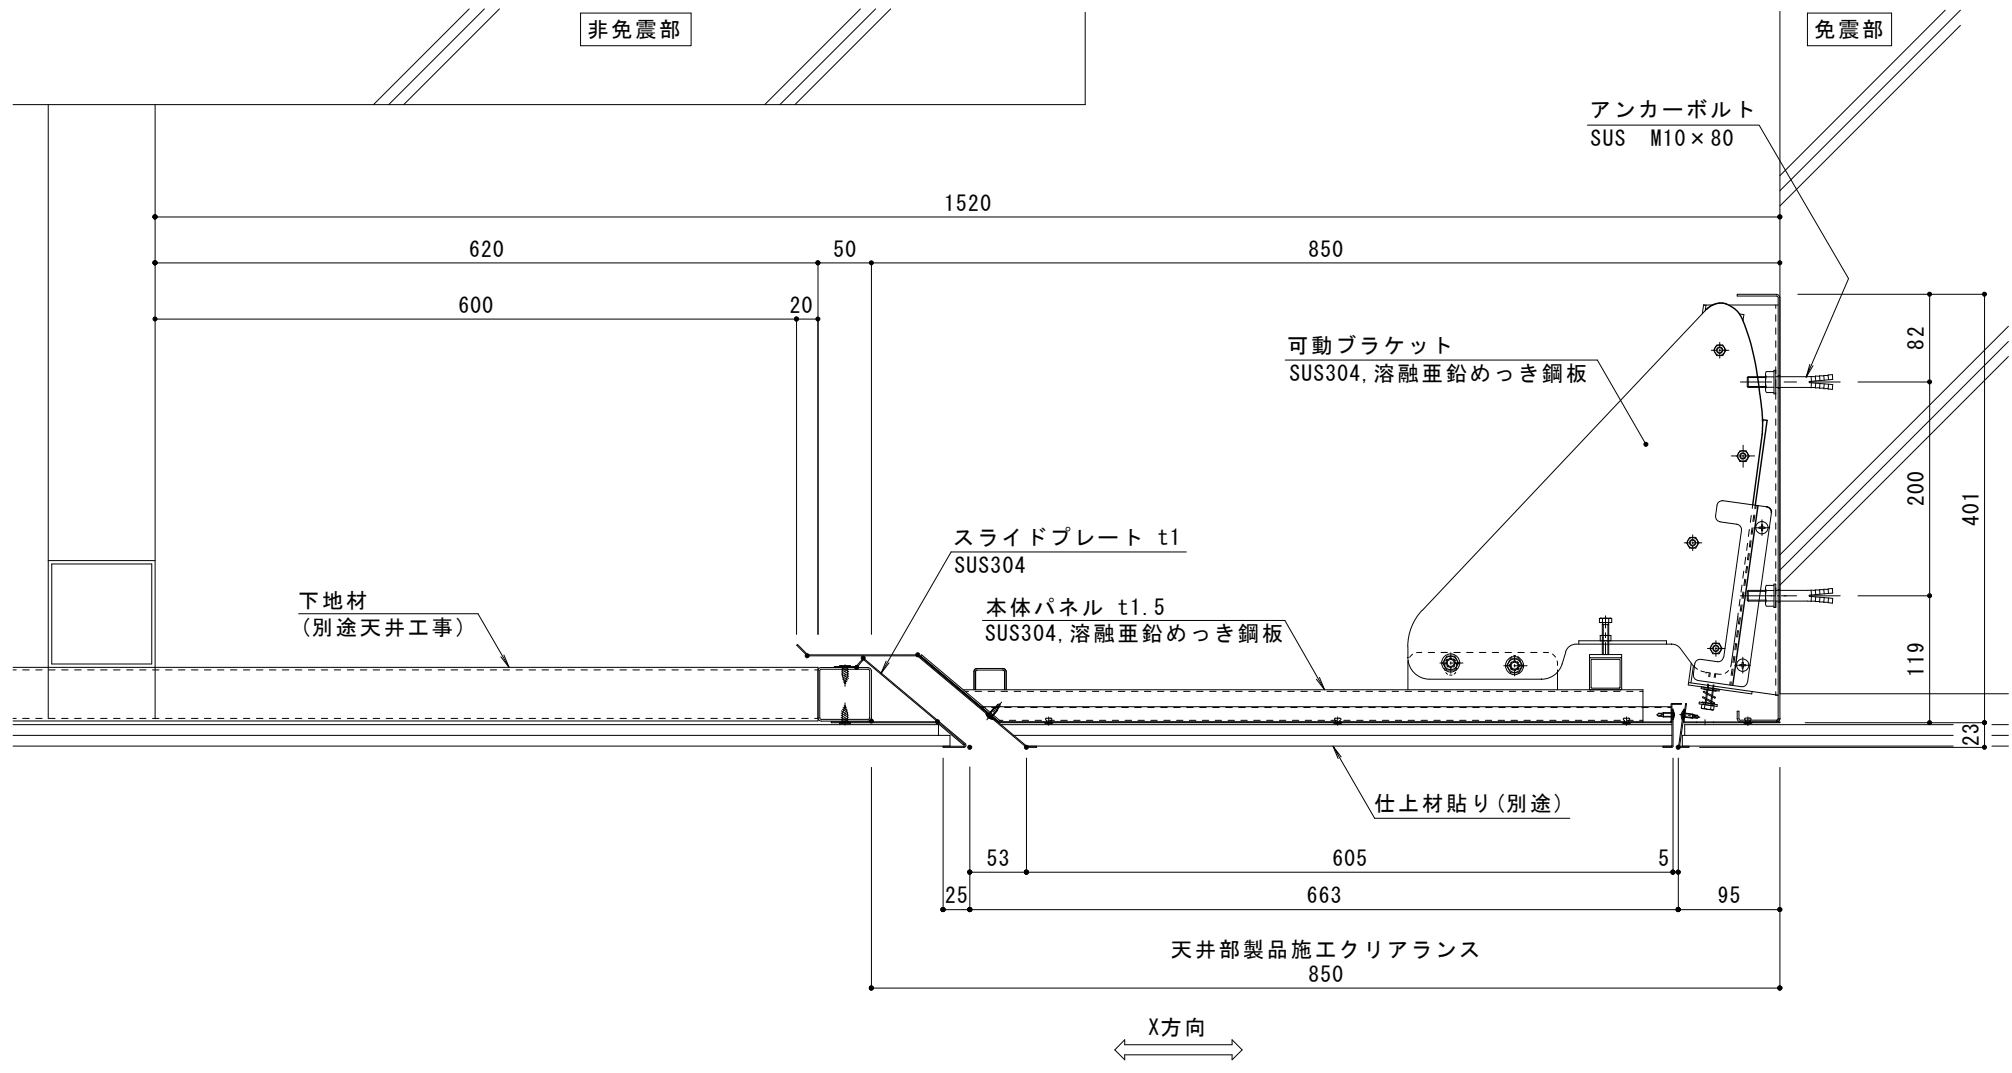 非免震部
免震部
アンカーボルト
SUS M10×80
1520
620
50
850
600
20
可動ブラケット
SUS304,溶融亜鉛めっき鋼板
82
200
401
119
23
スライドプレート t1
SUS304
下地材
(別途天井工事)
本体パネル t1.5
SUS304,溶融亜鉛めっき鋼板
仕上材貼り(別途)
53
605
5
25
663
95
天井部製品施工クリアランス
850
X方向